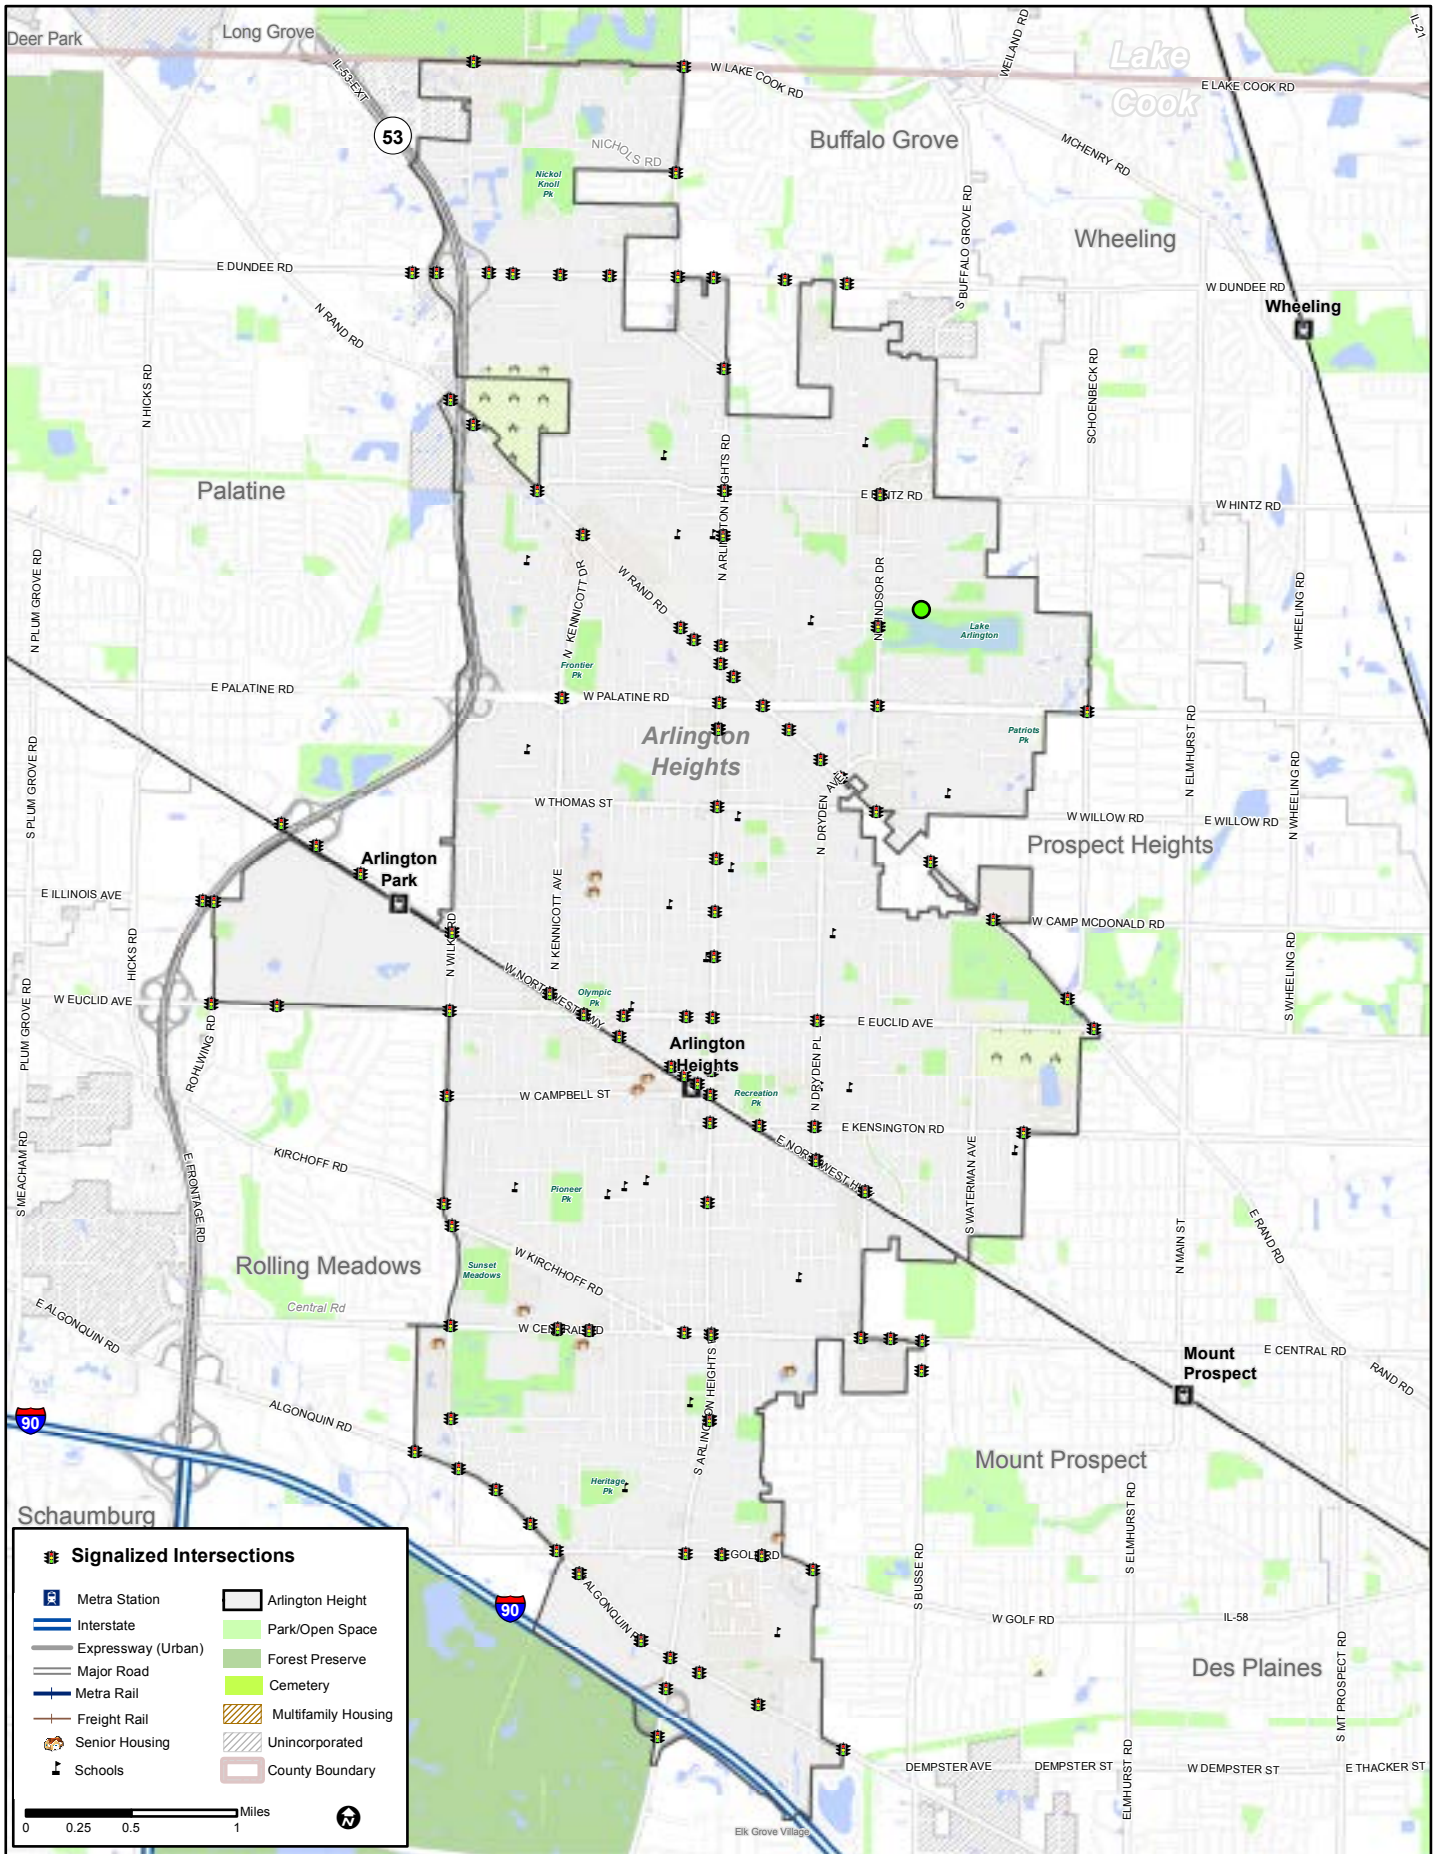 Deer Park
Long Grove
IL-53-EXT
53
W LAKE COOK RD
WEILAND RD
Lake
Cook
IL-21
E LAKE COOK RD
NICHOLS RD
Buffalo Grove
MCHENRY RD
Nickol
Knoll
Pk
S BUFFALO GROVE RD
Wheeling
E DUNDEE RD
N RAND RD
W DUNDEE RD
Wheeling
N HICKS RD
SCHOENBECK RD
N ARLINGTON HEIGHTS RD
Palatine
W HINTZ RD
N PLUM GROVE RD
N KENNICOTT DR
W RAND RD
N WINDSOR DR
WHEELING RD
Lake
Arlington
Frontier
Pk
E PALATINE RD
W PALATINE RD
Arlington
Heights
Patriots
Pk
N ELMHURST RD
S PLUM GROVE RD
W THOMAS ST
N DRYDEN AVE
W WILLOW RD
E WILLOW RD
N WHEELING RD
Prospect Heights
Arlington
Park
E ILLINOIS AVE
N KENNICOTT AVE
W CAMP MCDONALD RD
HICKS RD
W NORTHWEST HWY
S WHEELING RD
PLUM GROVE RD
W EUCLID AVE
Olympic
Pk
E EUCLID AVE
ROHLWING RD
Arlington
Heights
W CAMPBELL ST
Recreation
Pk
N DRYDEN PL
E KENSINGTON RD
S MEACHAM RD
KIRCHOFF RD
E NORTHWEST HWY
S WATERMAN AVE
E FRONTAGE RD
Pioneer
Pk
N MAIN ST
E RAND RD
Rolling Meadows
Sunset
Meadows
W KIRCHHOFF RD
Central Rd
E ALGONQUIN RD
S ARLINGTON HEIGHTS
Mount
Prospect
E CENTRAL RD
RAND RD
90
ALGONQUIN RD
Mount Prospect
Heritage
Pk
Schaumburg
S ELMHURST RD
S BUSSE RD
90
W GOLF RD
IL-58
Des Plaines
S MT PROSPECT RD
DEMPSTER AVE
DEMPSTER ST
W DEMPSTER ST
E THACKER ST
ELMHURST RD
Elk Grove Village
Signalized Intersections
Metra Station
Interstate
Expressway (Urban)
Major Road
Metra Rail
Freight Rail
Senior Housing
Schools
Arlington Height
Park/Open Space
Forest Preserve
Cemetery
Multifamily Housing
Unincorporated
County Boundary
Miles
0 0.25 0.5 1
N